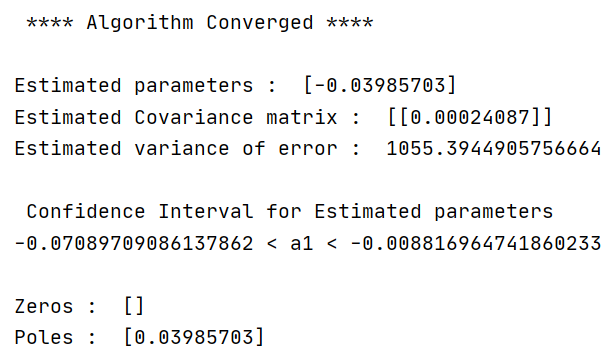 **** Algorithm Converged ****
Estimated parameters :  [-0.03985703]
Estimated Covariance matrix :  [[0.00024087]]
Estimated variance of error :  1055.3944905756664
Confidence Interval for Estimated parameters
-0.07089709086137862 < a1 < -0.008816964741860233
Zeros :  []
Poles :  [0.03985703]